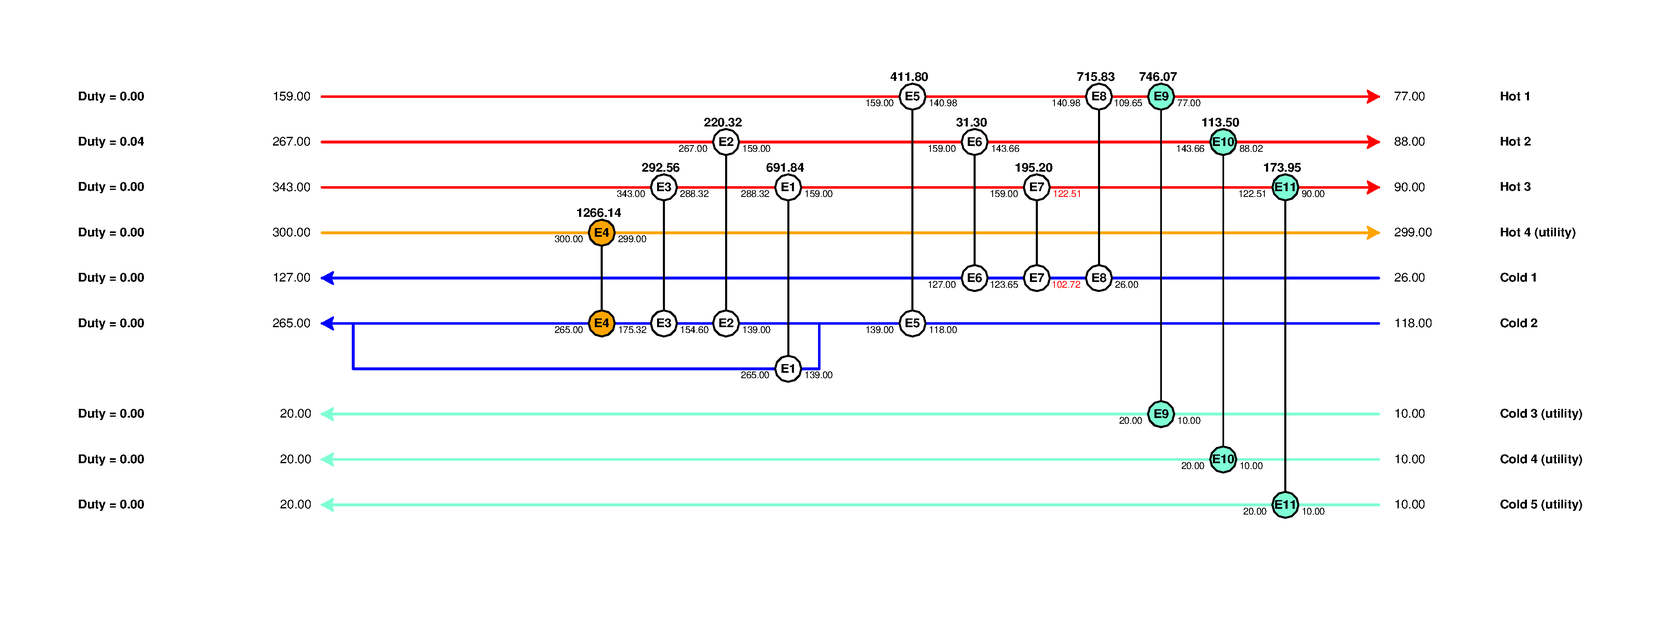 411.80 715.83 746.07
Duty = 0.00 159.00 E5 E8 E9 77.00 Hot 1
159.00 140.98 140.98 109.65 77.00
220.32 31.30 113.50
Duty = 0.04 267.00 E2 E6 E10 88.00 Hot 2
267.00 159.00 159.00 143.66 143.66 88.02
292.56 691.84 195.20 173.95
Duty = 0.00 343.00 E3 E1 E7 E11 90.00 Hot 3
343.00 288.32 288.32 159.00 159.00 122.51 122.51 90.00
1266.14
Duty = 0.00 300.00 E4 299.00 Hot 4 (utility)
300.00 299.00
Duty = 0.00 127.00 E6 E7 E8 26.00 Cold 1
127.00 123.65 102.72 26.00
Duty = 0.00 265.00 E4 E3 E2 E5 118.00 Cold 2
265.00 175.32 154.60 139.00 139.00 118.00
E1
265.00 139.00
Duty = 0.00 20.00 E9 10.00 Cold 3 (utility)
20.00 10.00
Duty = 0.00 20.00 E10 10.00 Cold 4 (utility)
20.00 10.00
Duty = 0.00 20.00 E11 10.00 Cold 5 (utility)
20.00 10.00